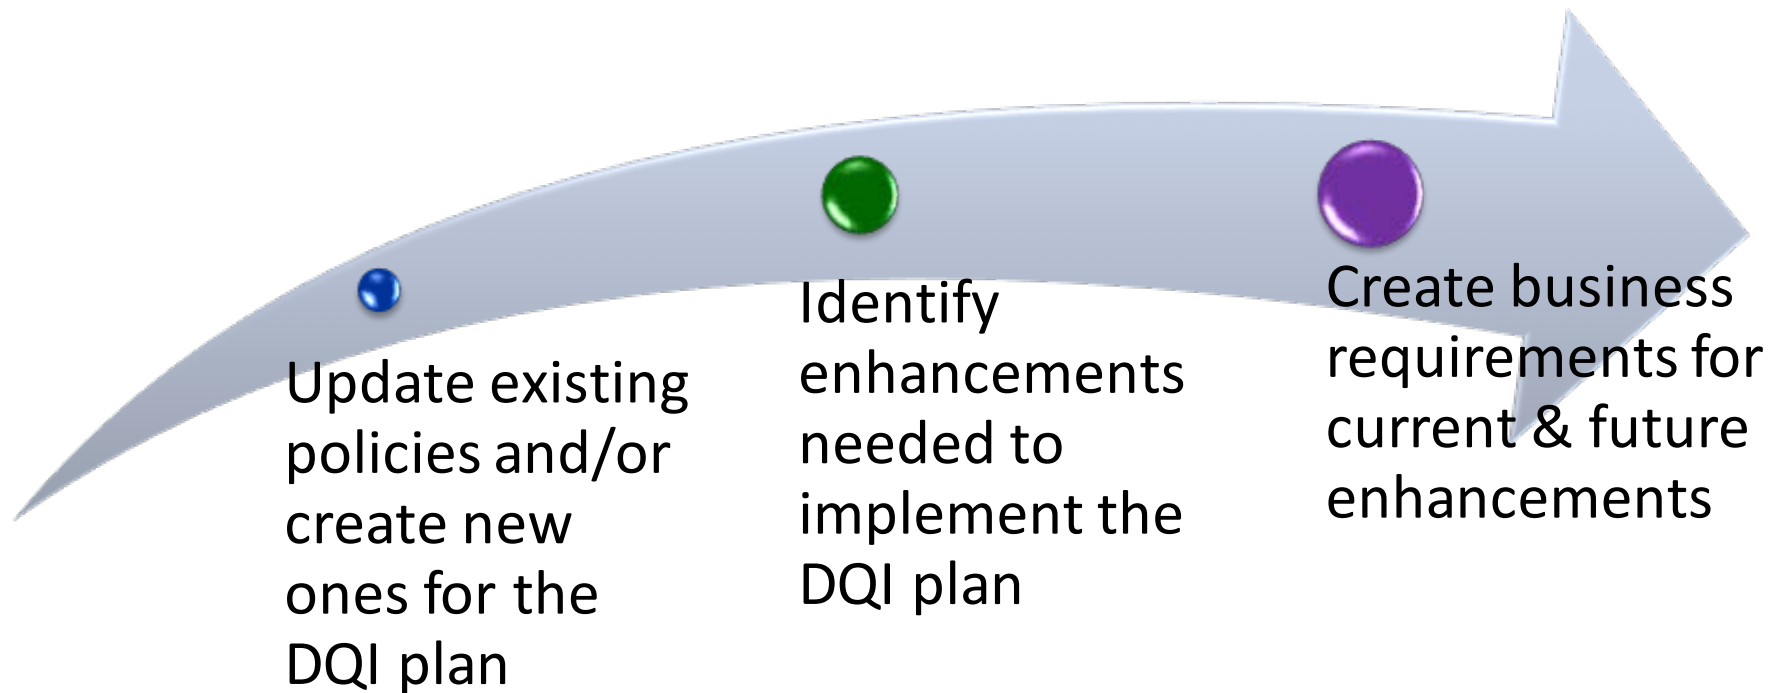 Update existing
policies and/or
create new
ones for the
DQI plan
Identify
enhancements
needed to
implement the
DQI plan
Create business
requirements for
current & future
enhancements